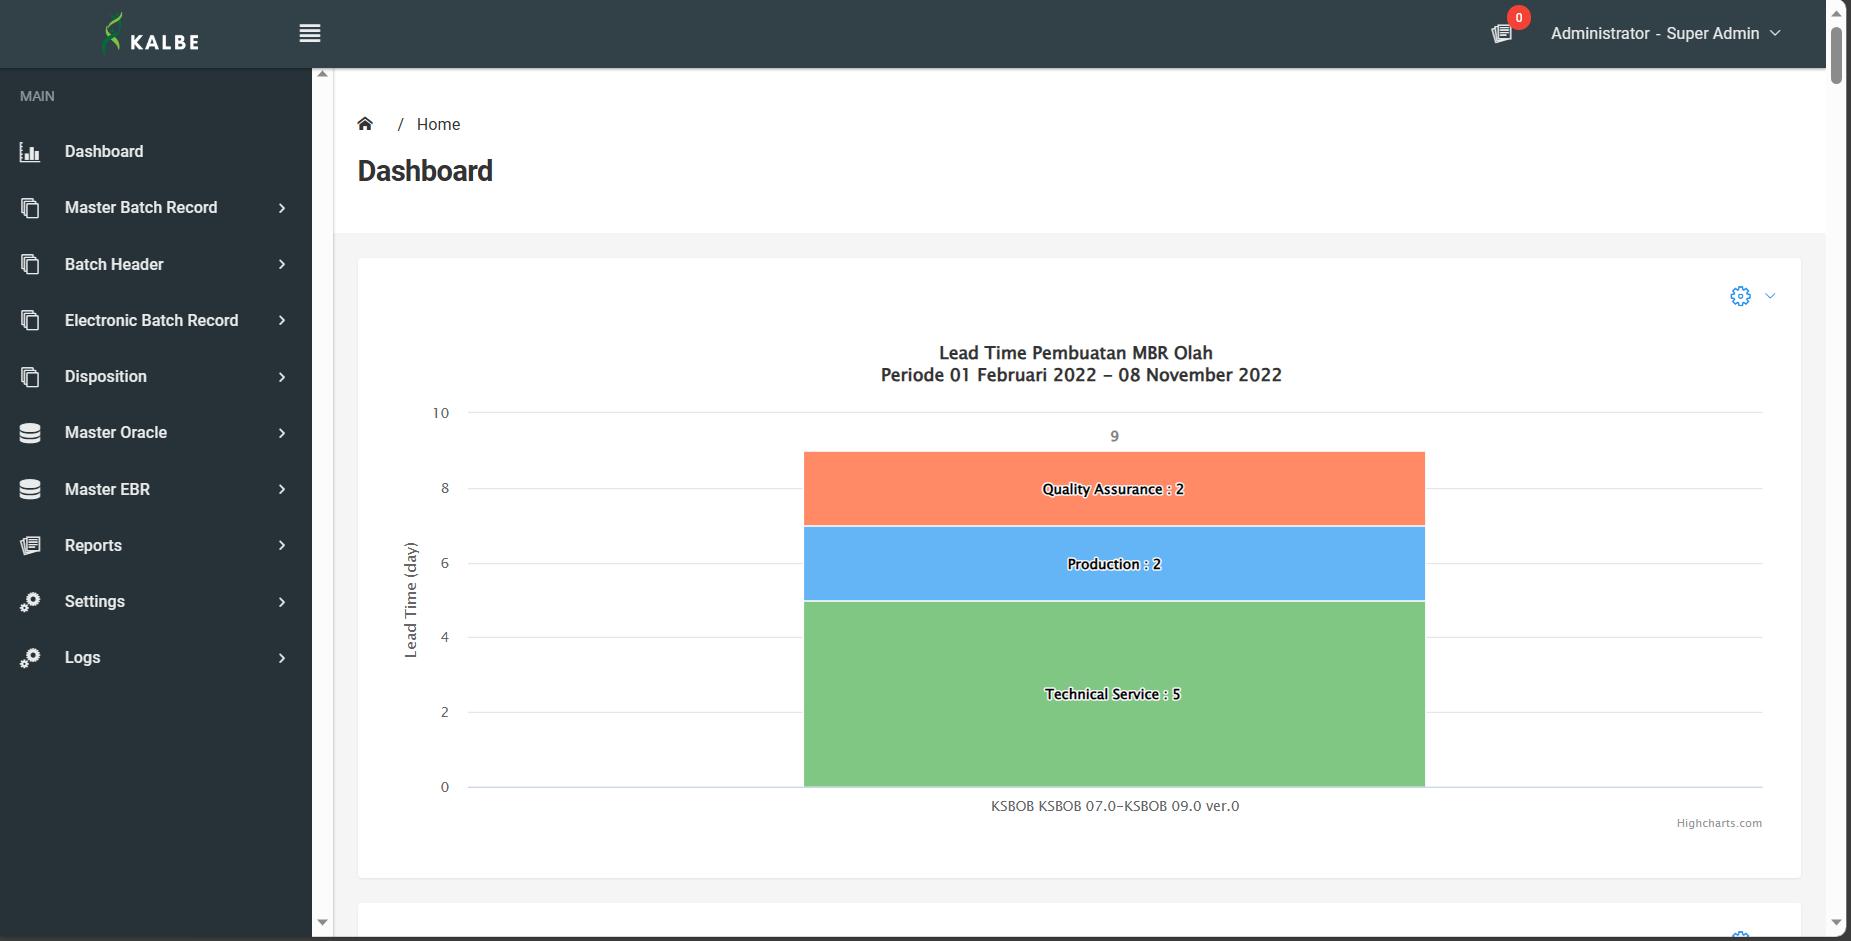 KALBE
0
Administrator - Super Admin
MAIN
Dashboard
Master Batch Record
Batch Header
Electronic Batch Record
Disposition
Master Oracle
Master EBR
Reports
Settings
Logs
/ Home
Dashboard
Lead Time Pembuatan MBR Olah
Periode 01 Februari 2022 - 08 November 2022
Lead Time (day)
10
8
6
4
2
0
9
Quality Assurance : 2
Production : 2
Technical Service : 5
KSBOB KSBOB 07.0-KSBOB 09.0 ver.0
Highcharts.com